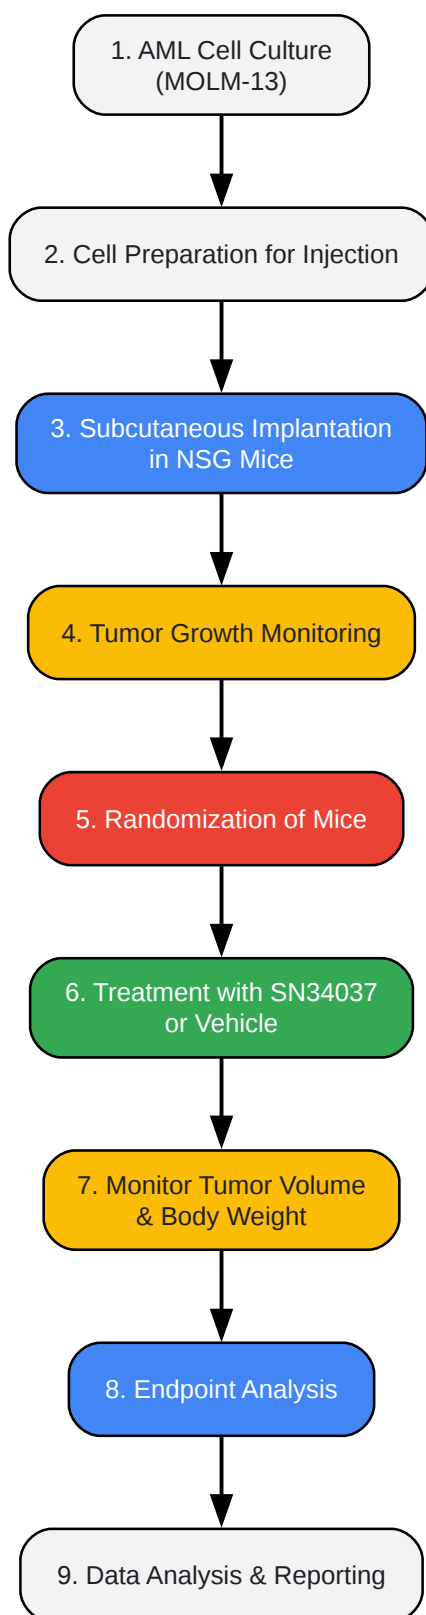 1. AML Cell Culture
(MOLM-13)
2. Cell Preparation for Injection
3. Subcutaneous Implantation
in NSG Mice
4. Tumor Growth Monitoring
5. Randomization of Mice
6. Treatment with SN34037
or Vehicle
7. Monitor Tumor Volume
& Body Weight
8. Endpoint Analysis
9. Data Analysis & Reporting